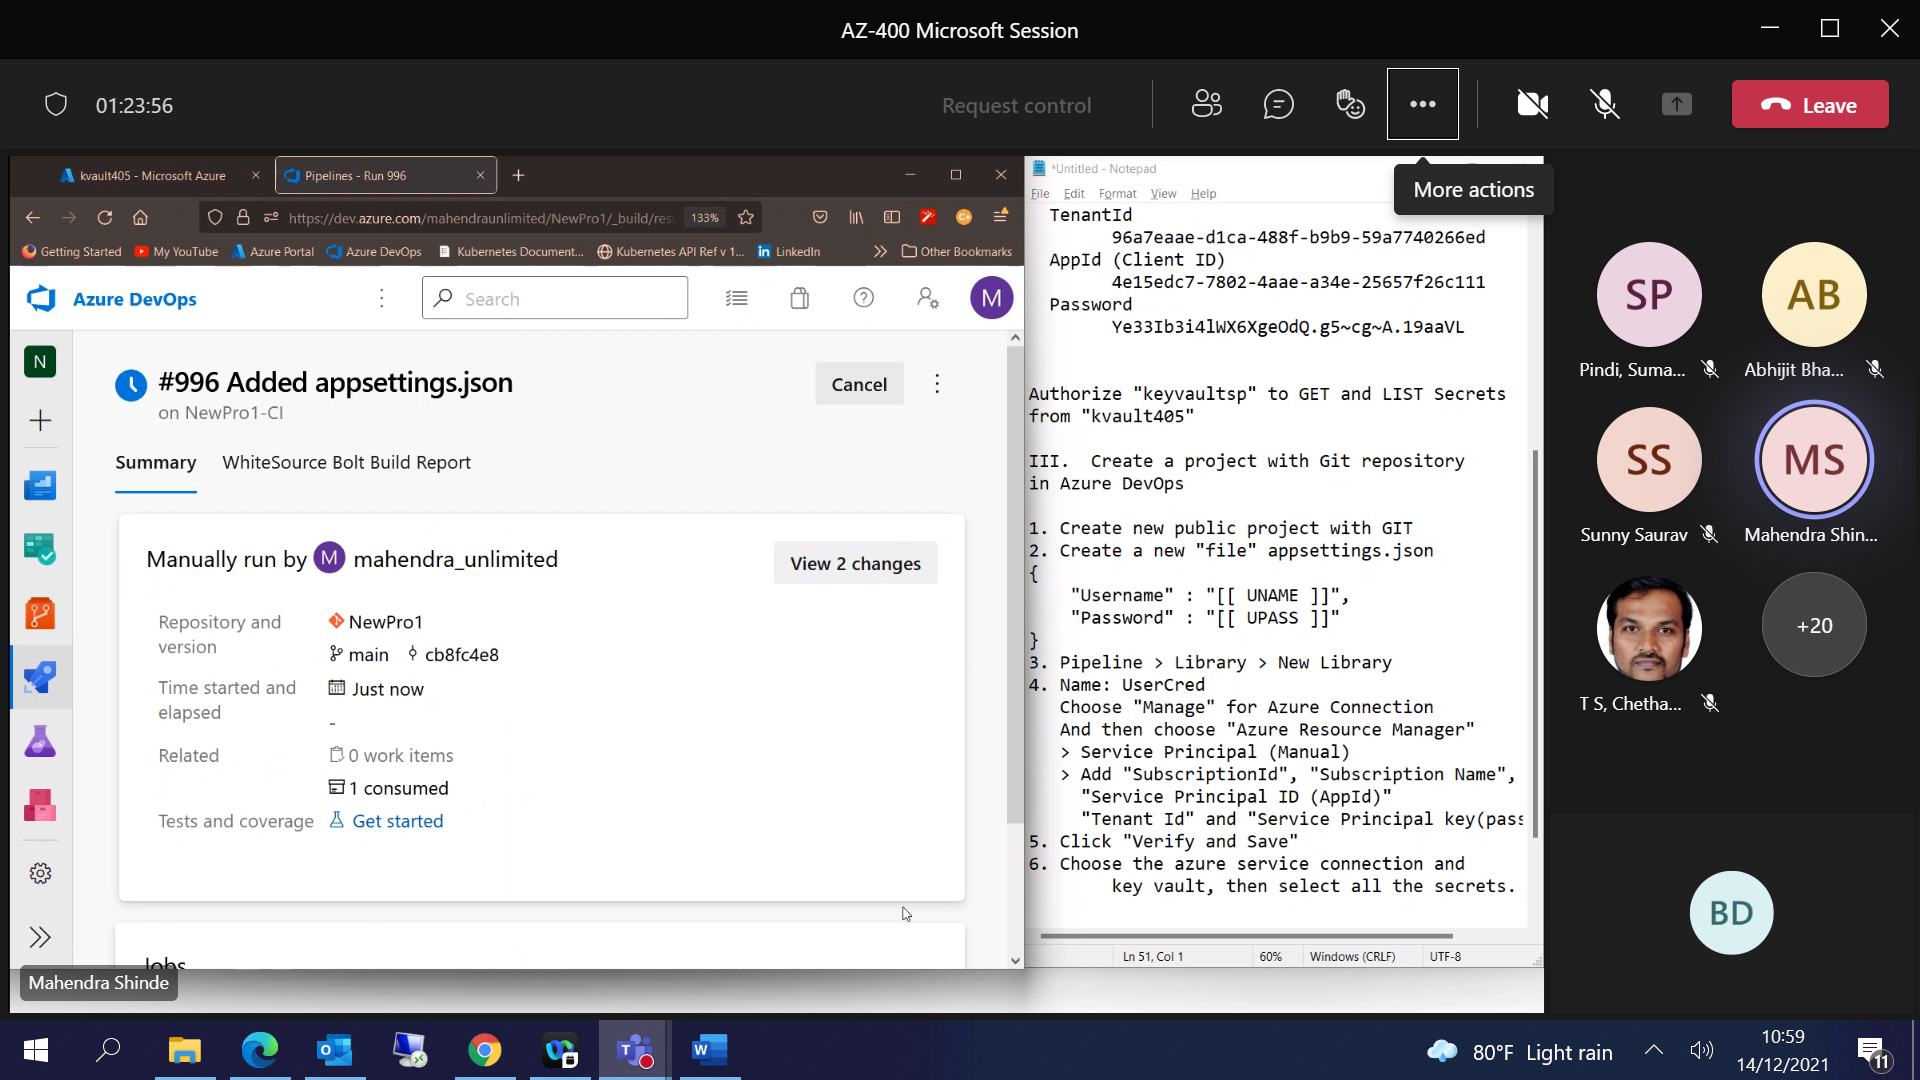 AZ-400 Microsoft Session
01:23:56
Request control
Leave
More actions
kvault405 - Microsoft Azure
Pipelines - Run 996
https://dev.azure.com/mahendraunlimited/NewPro1/_build/res
133%
Getting Started
My YouTube
Azure Portal
Azure DevOps
Kubernetes Document...
Kubernetes API Ref v 1...
LinkedIn
Other Bookmarks
Azure DevOps
Search
M
N
#996 Added appsettings.json
on NewPro1-CI
Cancel
Summary
WhiteSource Bolt Build Report
Manually run by M mahendra_unlimited
View 2 changes
Repository and version
NewPro1
main cb8fc4e8
Time started and elapsed
Just now
-
Related
0 work items
1 consumed
Tests and coverage
Get started
Jobs
Mahendra Shinde
*Untitled - Notepad
File Edit Format View Help
TenantId
96a7eaae-d1ca-488f-b9b9-59a7740266ed
AppId (Client ID)
4e15edc7-7802-4aae-a34e-25657f26c111
Password
Ye33Ib3i4lWX6XgeOdQ.g5~cg~A.19aaVL
Authorize "keyvaultsp" to GET and LIST Secrets
from "kvault405"
III. Create a project with Git repository
in Azure DevOps
1. Create new public project with GIT
2. Create a new "file" appsettings.json
{
"Username" : "[[ UNAME ]]",
"Password" : "[[ UPASS ]]"
}
3. Pipeline > Library > New Library
4. Name: UserCred
Choose "Manage" for Azure Connection
And then choose "Azure Resource Manager"
> Service Principal (Manual)
> Add "SubscriptionId", "Subscription Name",
"Service Principal ID (AppId)"
"Tenant Id" and "Service Principal key(pass
5. Click "Verify and Save"
6. Choose the azure service connection and
key vault, then select all the secrets.
Ln 51, Col 1
60%
Windows (CRLF)
UTF-8
SP
Pindi, Suma...
AB
Abhijit Bha...
SS
Sunny Saurav
MS
Mahendra Shin...
T S, Chetha...
+20
BD
80°F Light rain
10:59
14/12/2021
11